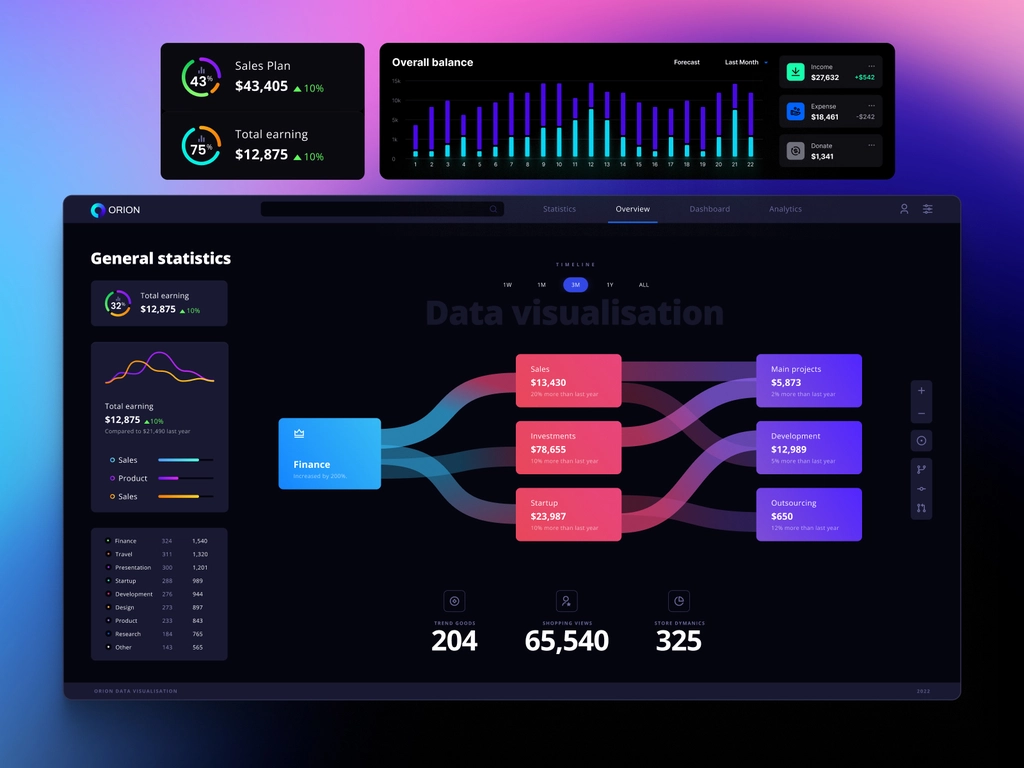 43%
Sales Plan
$43,405 10%
75%
Total earning
$12,875 10%
Overall balance
Forecast
Last Month
15k
10k
5k
1k
0
1 2 3 4 5 6 7 8 9 10 11 12 13 14 15 16 17 18 19 20 21 22
Income
$27,632 +$542
Expense
$18,461 -$242
Donate
$1,341
ORION
Statistics Overview Dashboard Analytics
General statistics
32%
Total earning
$12,875 10%
Total earning
$12,875 10%
Compared to $21,490 last year
Sales
Product
Sales
Finance 324 1,540
Travel 311 1,320
Presentation 300 1,201
Startup 288 989
Development 276 944
Design 273 897
Product 233 843
Research 184 765
Other 143 565
TIMELINE
1W 1M 3M 1Y ALL
Data visualisation
Finance
Increased by 200%
Sales
$13,430
20% more than last year
Investments
$78,655
10% more than last year
Startup
$23,987
10% more than last year
Main projects
$5,873
2% more than last year
Development
$12,989
5% more than last year
Outsourcing
$650
12% more than last year
TREND GOODS
204
SHOPPING VIEWS
65,540
STORE DYMANICS
325
ORION DATA VISUALISATION
2022